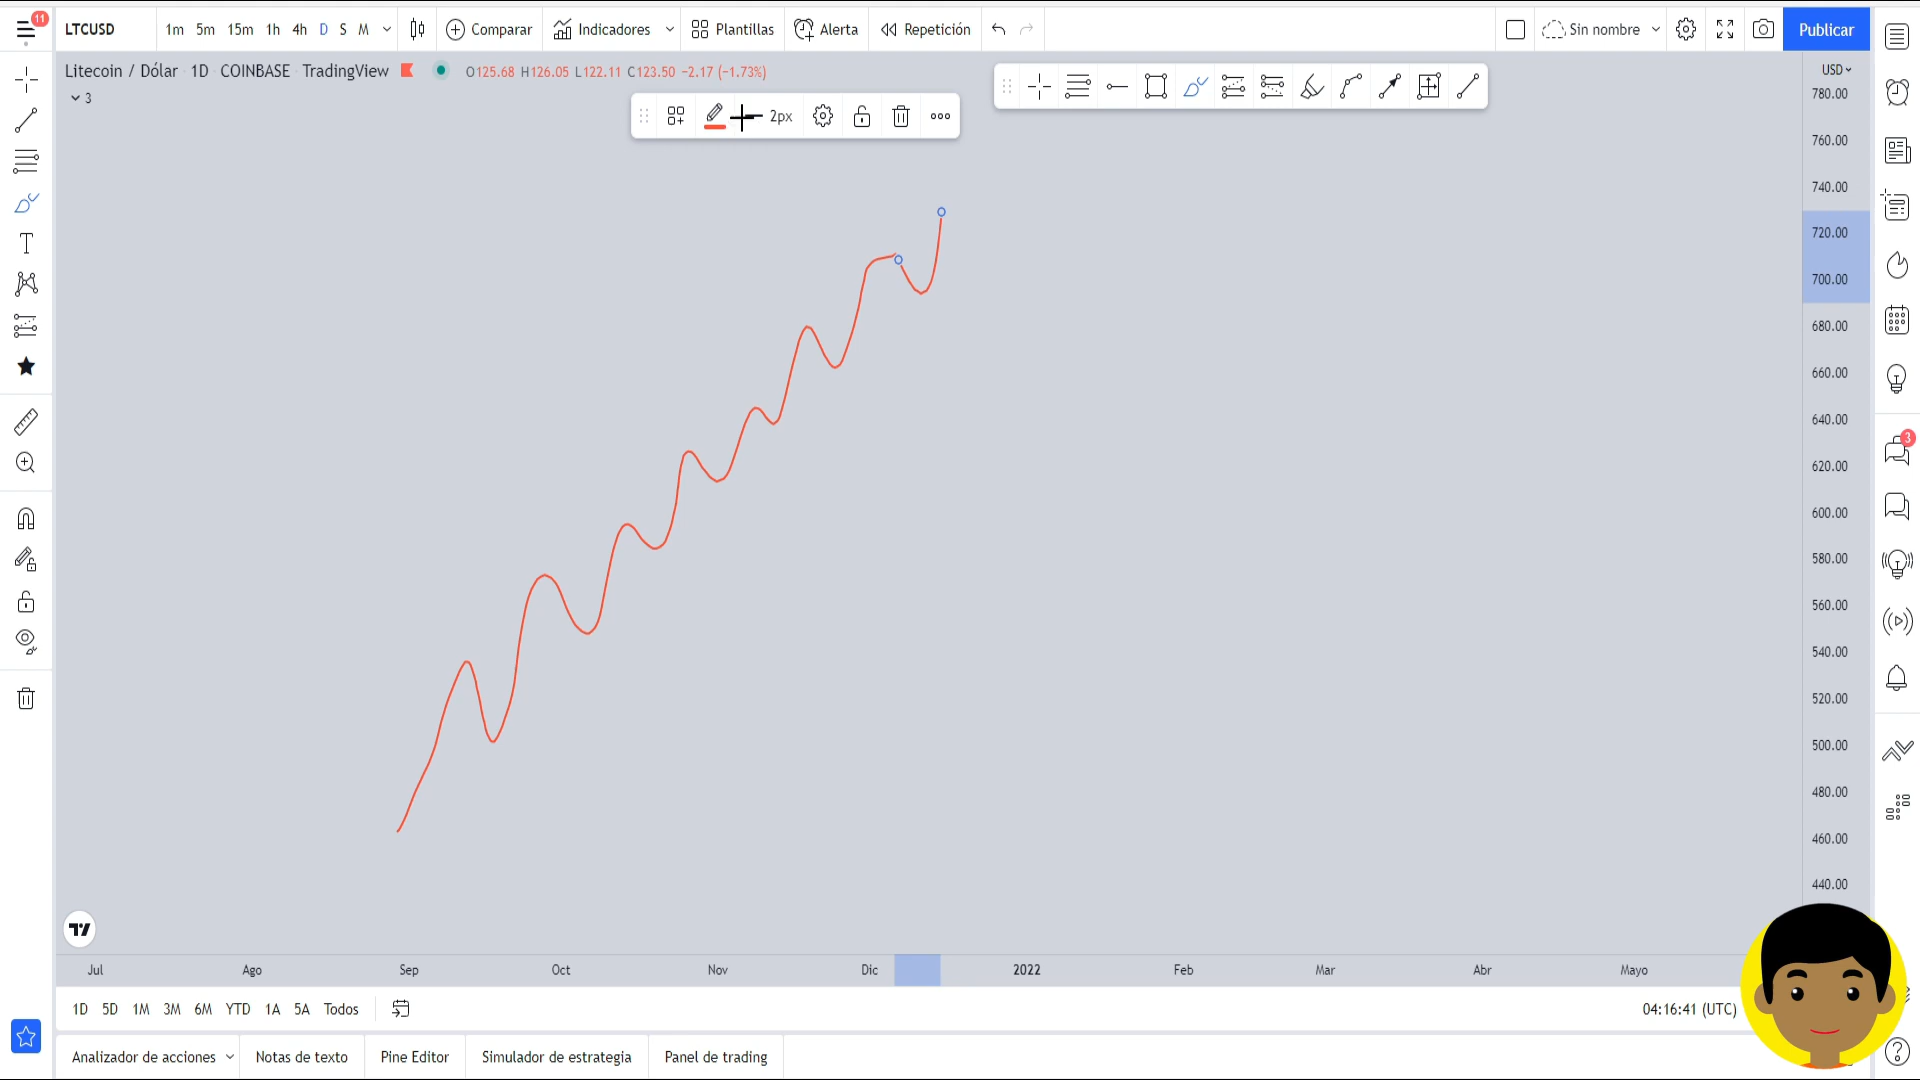 11
LTCUSD
1m 5m 15m 1h 4h D S M
Comparar
Indicadores
Plantillas
Alerta
Repetición
Sin nombre
Publicar
Litecoin / Dólar 1D COINBASE TradingView
O125.68 H126.05 L122.11 C123.50 −2.17 (−1.73%)
3
2px
USD
780.00
760.00
740.00
720.00
700.00
680.00
660.00
640.00
620.00
600.00
580.00
560.00
540.00
520.00
500.00
480.00
460.00
440.00
3
T
Jul Ago Sep Oct Nov Dic 2022 Feb Mar Abr Mayo
1D 5D 1M 3M 6M YTD 1A 5A Todos
04:16:41 (UTC)
Analizador de acciones
Notas de texto
Pine Editor
Simulador de estrategia
Panel de trading